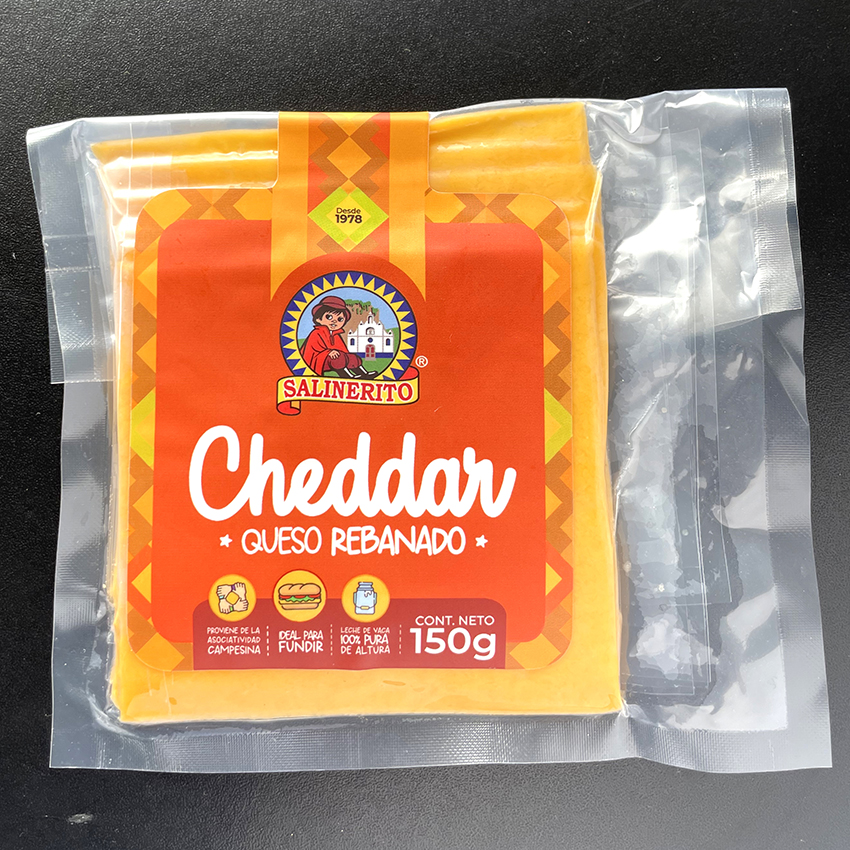 Desde
1978
SALINERITO
®
Cheddar
* QUESO REBANADO *
PROVIENE DE LA
ASOCIATIVIDAD
CAMPESINA
IDEAL PARA
FUNDIR
LECHE DE VACA
100% PURA
DE ALTURA
CONT. NETO
150g